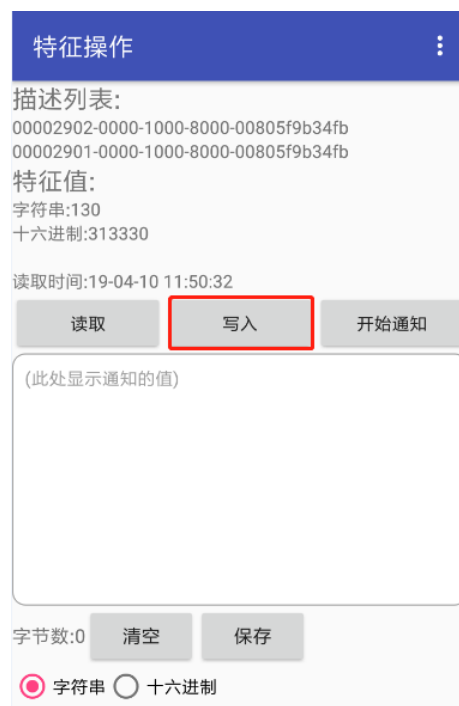 特征操作
描述列表:
00002902-0000-1000-8000-00805f9b34fb
00002901-0000-1000-8000-00805f9b34fb
特征值:
字符串:130
十六进制:313330
读取时间:19-04-10 11:50:32
读取 写入 开始通知
(此处显示通知的值)
字节数:0 清空 保存
字符串 十六进制